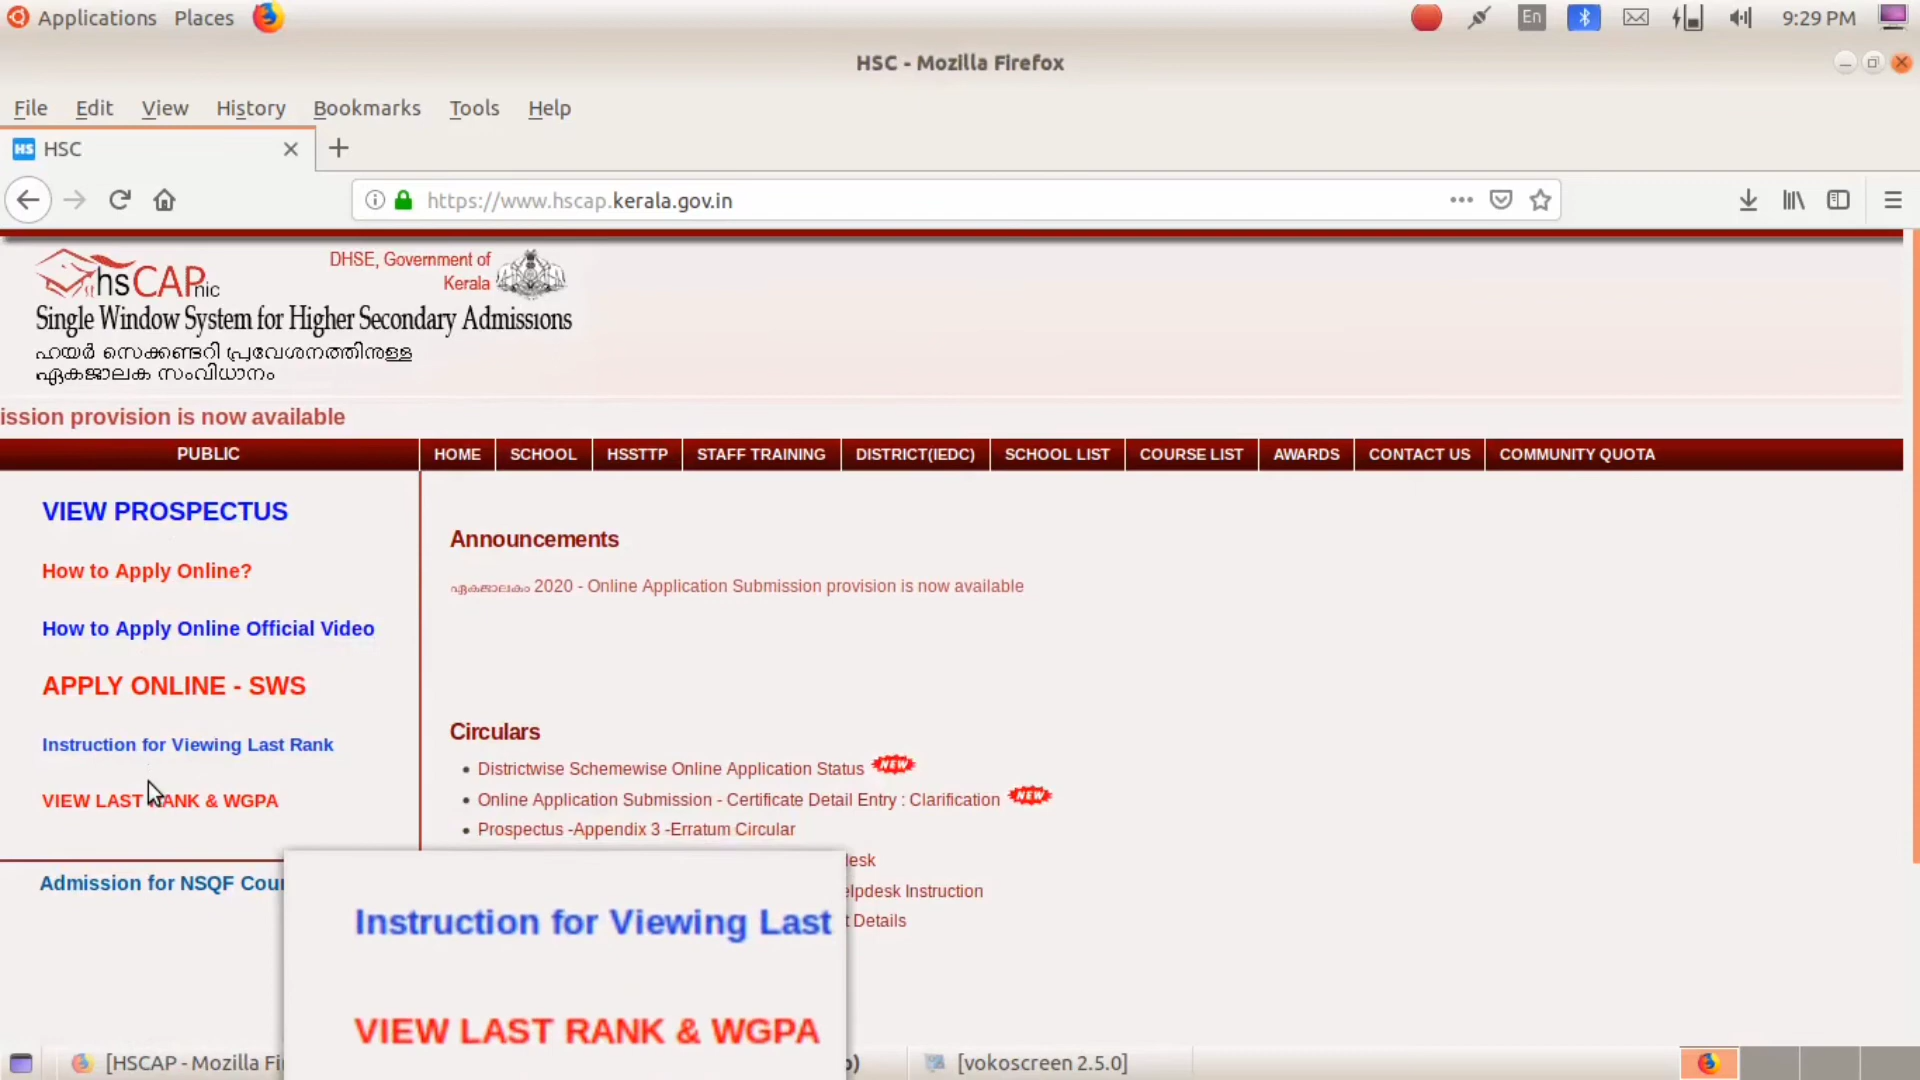 Applications Places
En
9:29 PM
HSC - Mozilla Firefox
File Edit View History Bookmarks Tools Help
HS HSC
https://www.hscap.kerala.gov.in
hsCAPnic
DHSE, Government of
Kerala
Single Window System for Higher Secondary Admissions
ഹയർ സെക്കണ്ടറി പ്രവേശനത്തിനുള്ള
ഏകജാലക സംവിധാനം
ission provision is now available
PUBLIC HOME SCHOOL HSSTTP STAFF TRAINING DISTRICT(IEDC) SCHOOL LIST COURSE LIST AWARDS CONTACT US COMMUNITY QUOTA
VIEW PROSPECTUS
How to Apply Online?
How to Apply Online Official Video
APPLY ONLINE - SWS
Instruction for Viewing Last Rank
VIEW LAST RANK & WGPA
Announcements
ഏകജാലകം 2020 - Online Application Submission provision is now available
Circulars
Districtwise Schemewise Online Application Status NEW
Online Application Submission - Certificate Detail Entry : Clarification NEW
Prospectus -Appendix 3 -Erratum Circular
esk
elpdesk Instruction
t Details
Admission for NSQF Cour
Instruction for Viewing Last
VIEW LAST RANK & WGPA
[HSCAP - Mozilla Fi
[vokoscreen 2.5.0]